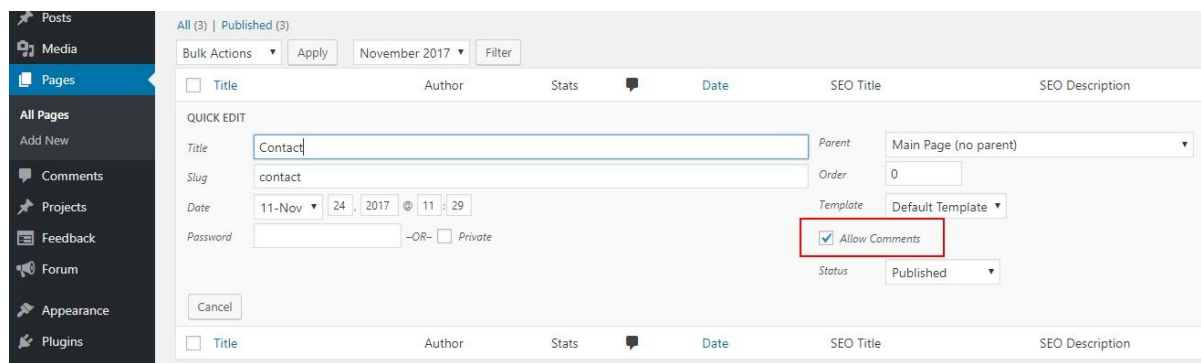 Posts
Media
Pages
All Pages
Add New
Comments
Projects
Feedback
Forum
Appearance
Plugins
All (3) | Published (3)
Bulk Actions Apply November 2017 Filter
Title Author Stats Date SEO Title SEO Description
QUICK EDIT
Title Contact
Slug contact
Date 11-Nov 24 , 2017 @ 11 : 29
Password –OR– Private
Parent Main Page (no parent)
Order 0
Template Default Template
Allow Comments
Status Published
Cancel
Title Author Stats Date SEO Title SEO Description